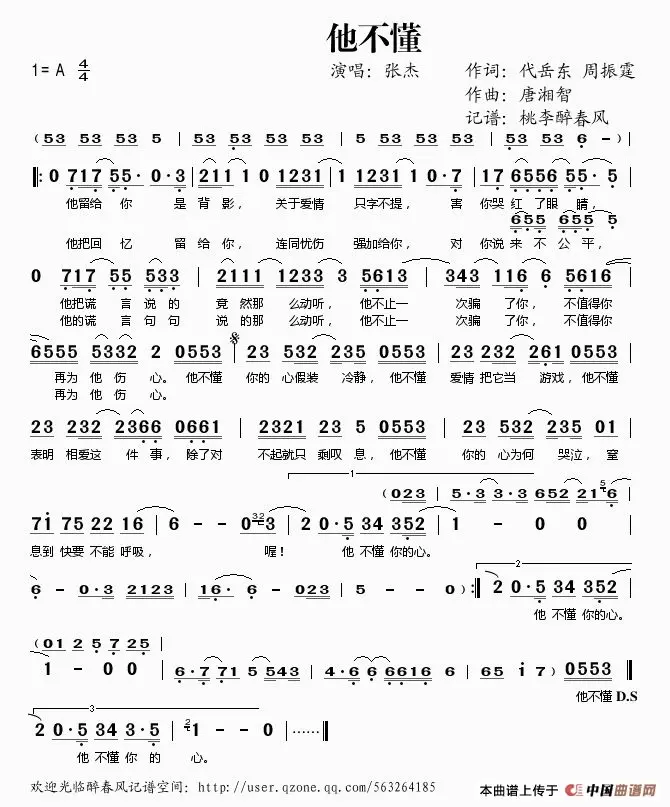 他不懂
1= A 4/4 演唱：张杰 作词：代岳东 周振霆
作曲：唐湘智
记谱：桃李醉春风
( 53 53 53 5 | 53 53 53 - | 5 53 53 53 | 53 53 6 - )
‖: 0 717 55· 0·3 | 211 1 0 1231 | 1 1231 1 0·7 | 17 6556 55· 5
他留给 你 是 背 影， 关于爱情 只字不提， 害 你哭 红 了眼 睛，
655 655 5
他把回 忆 留 给 你， 连同忧伤 强加给你， 对 你说 来 不 公 平，
0 717 55 533 | 2111 1233 3 5613 | 343 116 6 5616
他把谎 言 说 的 竟然那 么动听， 他不止一 次骗 了你， 不值得你
他的谎 言 句 句 说 的那 么动听， 他不止一 次骗 了你， 不值得你
6555 5332 2 0553 | 23 532 235 0553 | 23 232 261 0553
再为 他 伤 心。 他不懂 你的 心假装 冷静， 他不懂 爱情 把它当 游戏， 他不懂
再为 他 伤 心。
23 232 2366 0661 | 2321 23 5 0553 | 23 532 235 01
表明 相爱这 件 事， 除了对 不起就只 剩叹 息， 他不懂 你的 心为何 哭泣， 窒
1
(023 | 5·3 3·3 652 2156
7i 75 22 16 | 6 - - 0323 | 2 0·5 34 352 | 1 - 0 0
息到 快要 不能 呼吸， 喔！ 他 不懂 你的心。
2
6 - 0·3 2123 | 16· 6 - 023 | 5 - - 0) :‖ 2 0·5 34 352
他 不懂 你的心。
(01 2 5 7 25
1 - 0 0 | 6·7 71 5 543 | 4·6 6 6616 6 | 65 i 7) 0553 ‖
他不懂 D.S
3
2 0·5 34 3·5 | 21 - - 0 |⋯⋯‖
他 不懂 你 的 心。
欢迎光临醉春风记谱空间：http://user.qzone.qq.com/563264185
本曲谱上传于 中国曲谱网